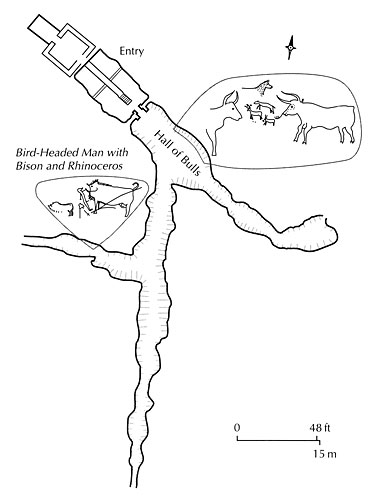 Entry
Hall of Bulls
Bird-Headed Man with
Bison and Rhinoceros
0 48 ft
15 m